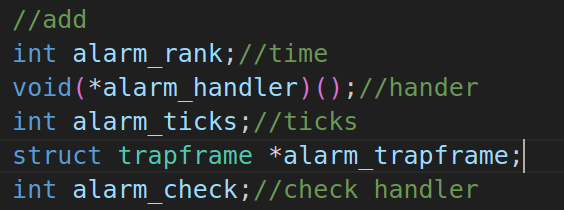 //add
int alarm_rank;//time
void(*alarm_handler)();//hander
int alarm_ticks;//ticks
struct trapframe *alarm_trapframe;
int alarm_check;//check handler